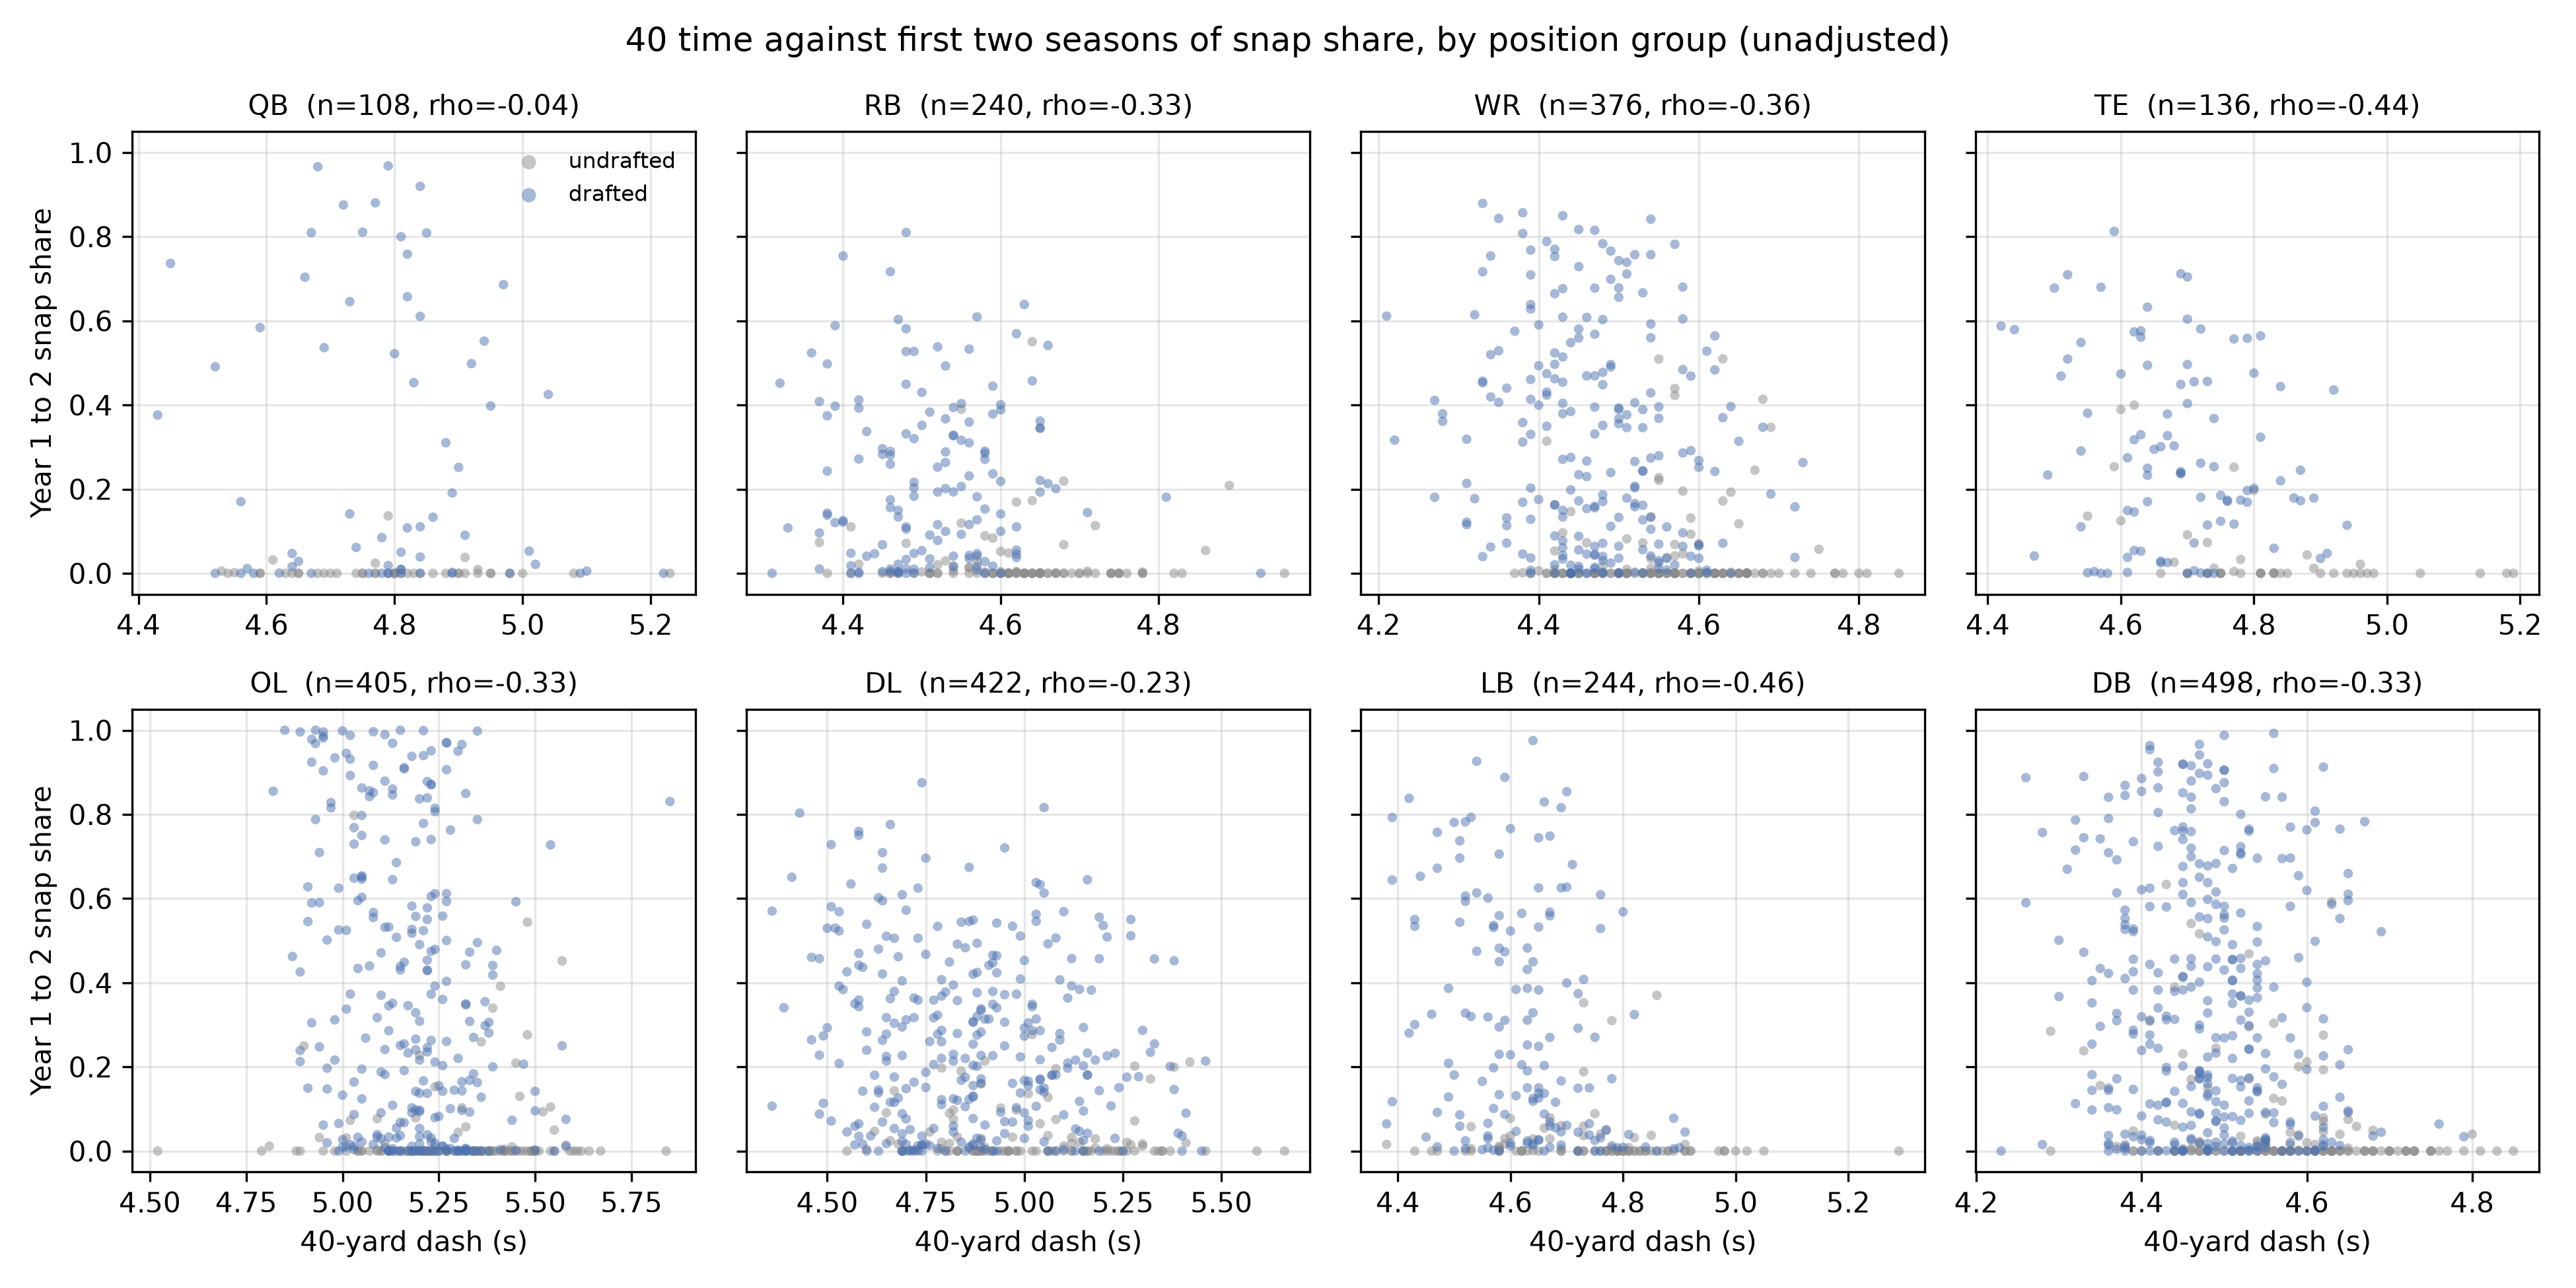 40 time against first two seasons of snap share, by position group (unadjusted)
QB (n=108, rho=-0.04)
RB (n=240, rho=-0.33)
WR (n=376, rho=-0.36)
TE (n=136, rho=-0.44)
Year 1 to 2 snap share
1.0
0.8
0.6
0.4
0.2
0.0
undrafted
drafted
4.4 4.6 4.8 5.0 5.2
4.4 4.6 4.8
4.2 4.4 4.6 4.8
4.4 4.6 4.8 5.0 5.2
OL (n=405, rho=-0.33)
DL (n=422, rho=-0.23)
LB (n=244, rho=-0.46)
DB (n=498, rho=-0.33)
Year 1 to 2 snap share
1.0
0.8
0.6
0.4
0.2
0.0
4.50 4.75 5.00 5.25 5.50 5.75
4.50 4.75 5.00 5.25 5.50
4.4 4.6 4.8 5.0 5.2
4.2 4.4 4.6 4.8
40-yard dash (s)
40-yard dash (s)
40-yard dash (s)
40-yard dash (s)